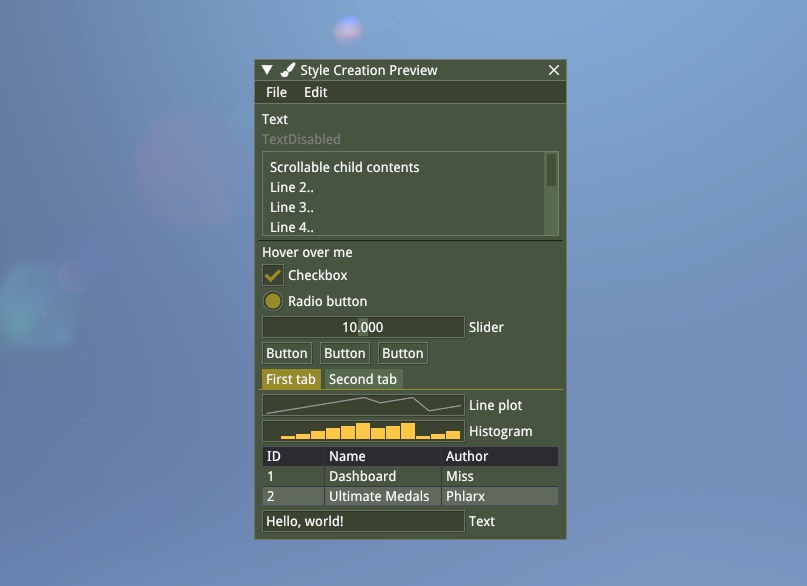 Style Creation Preview
File Edit
Text
TextDisabled
Scrollable child contents
Line 2..
Line 3..
Line 4..
Hover over me
Checkbox
Radio button
10.000 Slider
Button Button Button
First tab Second tab
Line plot
Histogram
ID Name Author
1 Dashboard Miss
2 Ultimate Medals Phlarx
Hello, world! Text